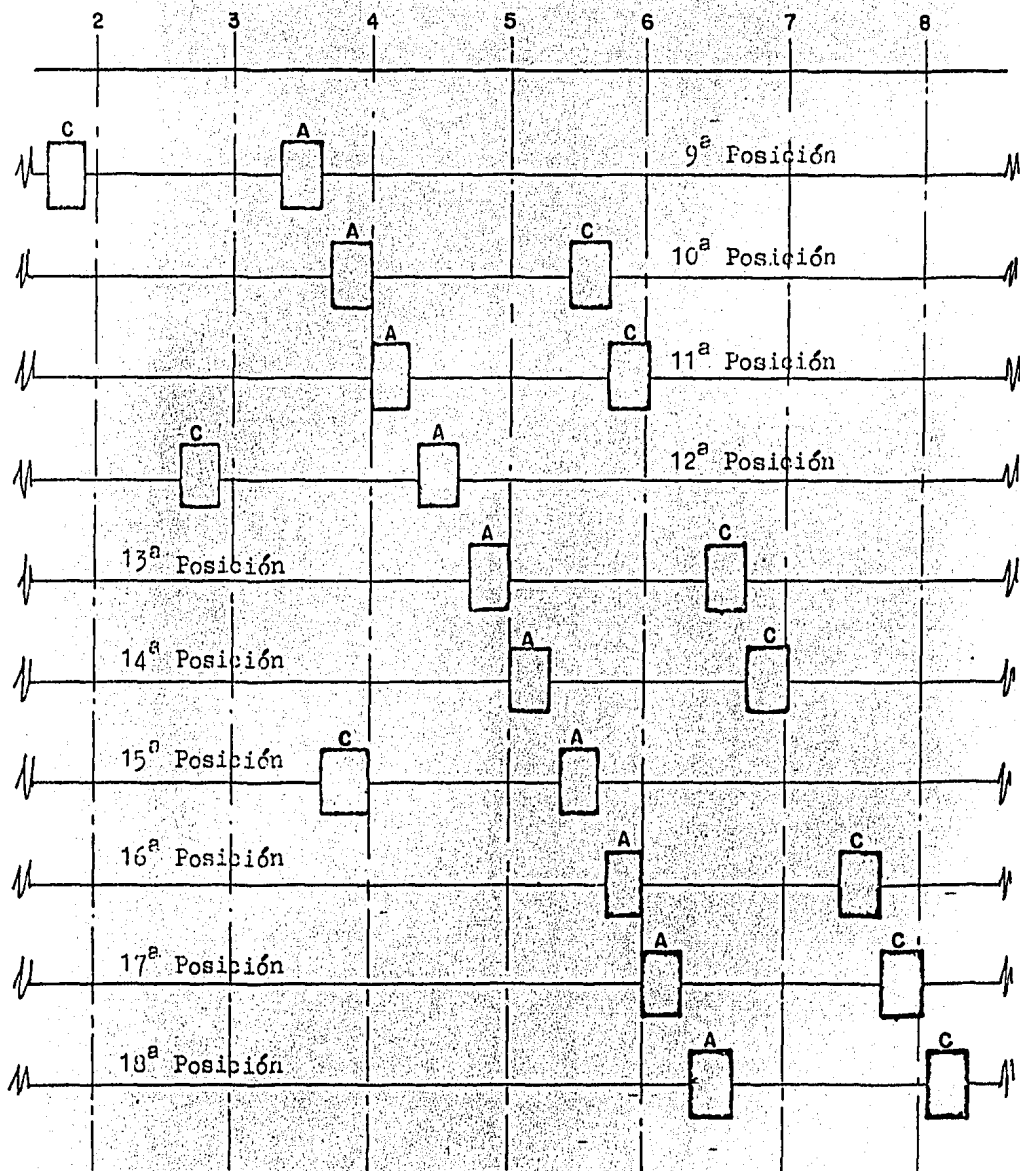 2 3 4 5 6 7 8
C A
9ª Posición
A C
10ª Posición
A C
11ª Posición
C A
12ª Posición
A C
13ª Posición
A C
14ª Posición
C A
15ª Posición
A C
16ª Posición
A C
17ª Posición
A C
18ª Posición